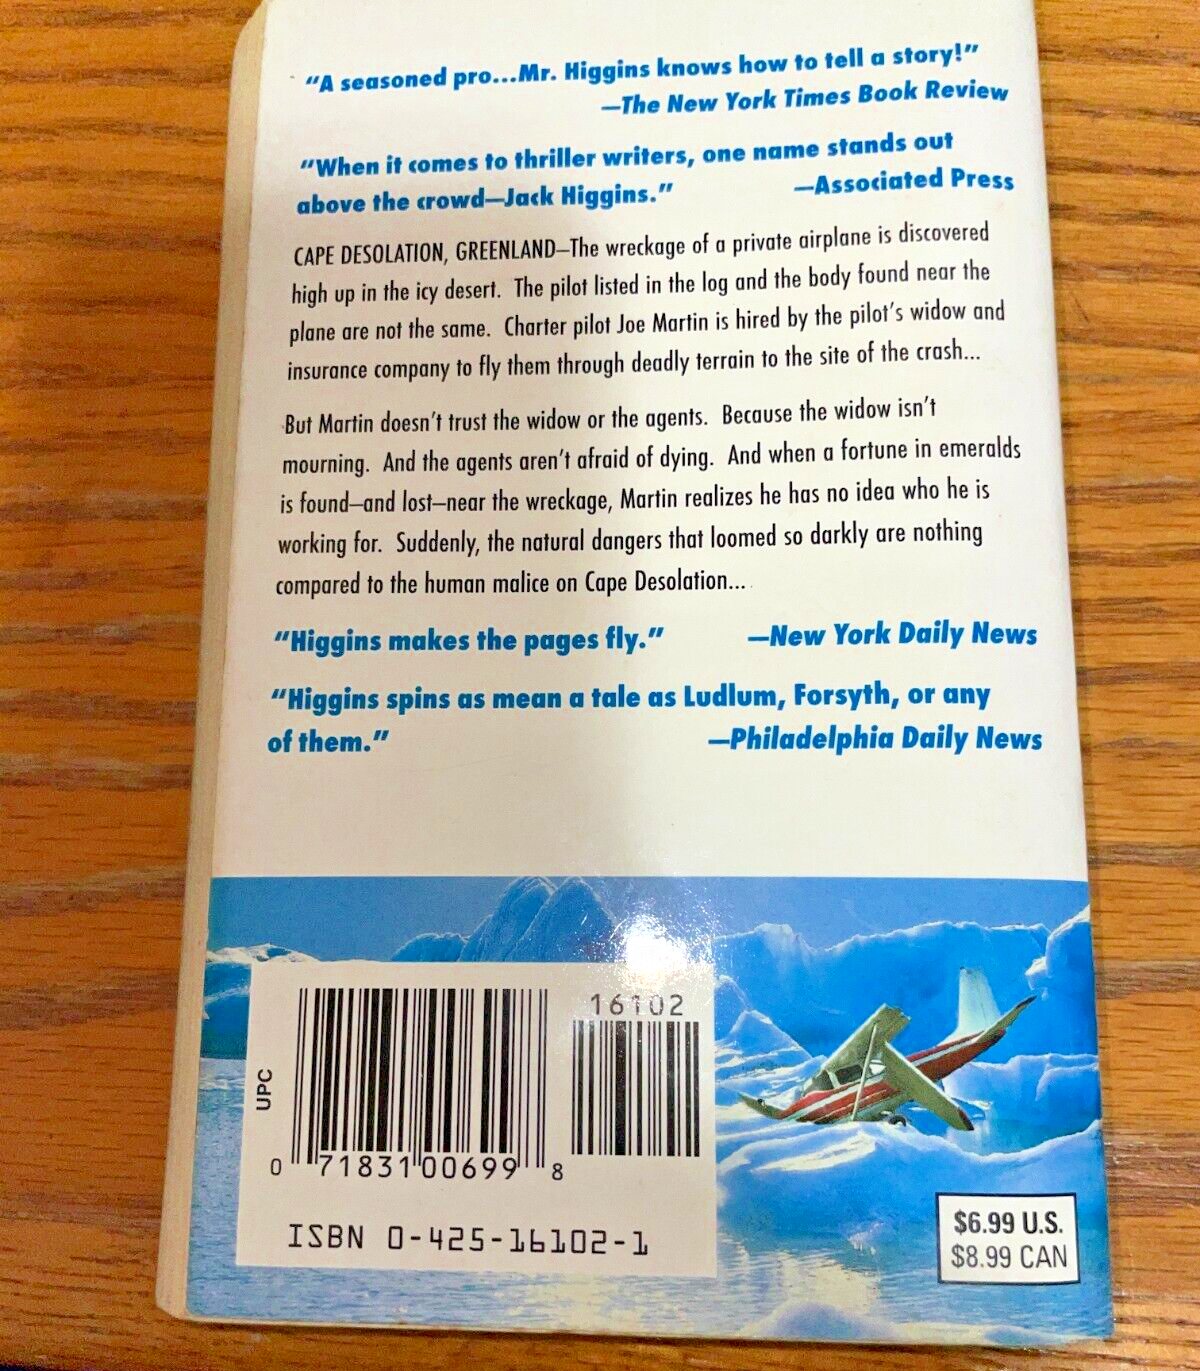 “A seasoned pro...Mr. Higgins knows how to tell a story!”
—The New York Times Book Review
“When it comes to thriller writers, one name stands out
above the crowd—Jack Higgins.” —Associated Press
CAPE DESOLATION, GREENLAND—The wreckage of a private airplane is discovered
high up in the icy desert. The pilot listed in the log and the body found near the
plane are not the same. Charter pilot Joe Martin is hired by the pilot’s widow and
insurance company to fly them through deadly terrain to the site of the crash...
But Martin doesn’t trust the widow or the agents. Because the widow isn’t
mourning. And the agents aren’t afraid of dying. And when a fortune in emeralds
is found—and lost—near the wreckage, Martin realizes he has no idea who he is
working for. Suddenly, the natural dangers that loomed so darkly are nothing
compared to the human malice on Cape Desolation...
“Higgins makes the pages fly.” —New York Daily News
“Higgins spins as mean a tale as Ludlum, Forsyth, or any
of them.” —Philadelphia Daily News
16102
UPC
0 71831 00699 8
ISBN 0-425-16102-1
$6.99 U.S.
$8.99 CAN